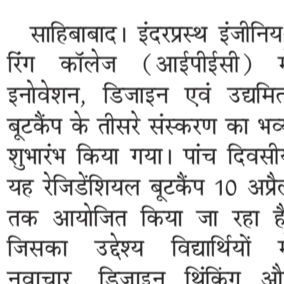 साहिबाबाद। इंदरप्रस्थ इंजीनिय
रिंग कॉलेज (आईपीईसी)
इनोवेशन, डिजाइन एवं उद्यमित
बूटकैंप के तीसरे संस्करण का भव्
शुभारंभ किया गया। पांच दिवसी
यह रेजिडेंशियल बूटकैंप 10 अप्रै
तक आयोजित किया जा रहा है
जिसका उद्देश्य विद्यार्थियों
नवाचार, डिजाइन थिंकिंग औ